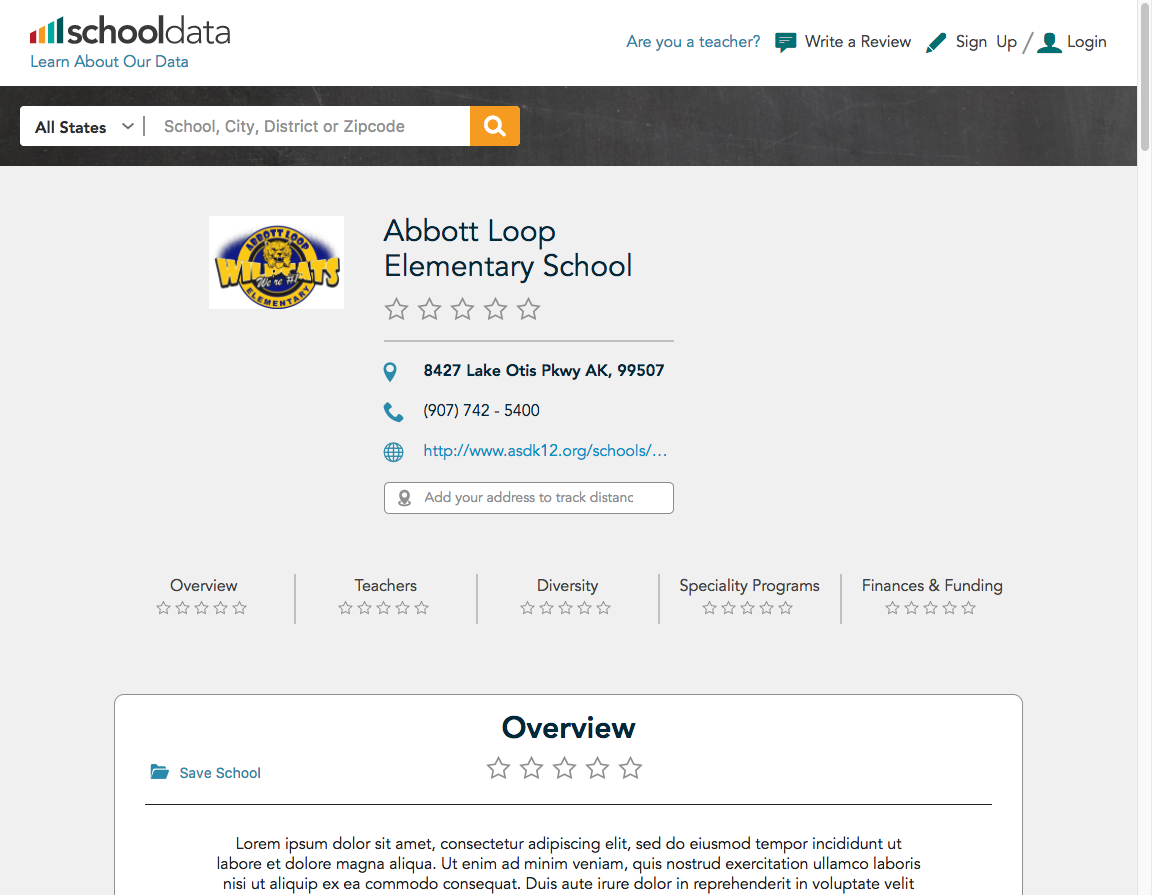 schooldata
Learn About Our Data
Are you a teacher?
Write a Review
Sign Up / Login
All States
School, City, District or Zipcode
ABBOTT LOOP
WILDCATS
We're #1
ELEMENTARY
Abbott Loop
Elementary School
8427 Lake Otis Pkwy AK, 99507
(907) 742 - 5400
http://www.asdk12.org/schools/…
Add your address to track distanc
Overview
Teachers
Diversity
Speciality Programs
Finances & Funding
Overview
Save School
Lorem ipsum dolor sit amet, consectetur adipiscing elit, sed do eiusmod tempor incididunt ut
labore et dolore magna aliqua. Ut enim ad minim veniam, quis nostrud exercitation ullamco laboris
nisi ut aliquip ex ea commodo consequat. Duis aute irure dolor in reprehenderit in voluptate velit